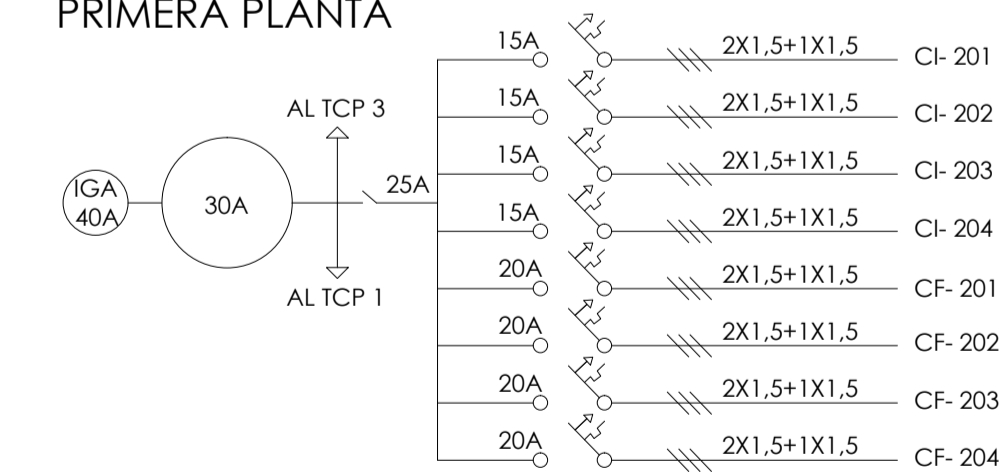 PRIMERA PLANTA
IGA
40A
30A
AL TCP 3
AL TCP 1
25A
15A 2X1,5+1X1,5 CI- 201
15A 2X1,5+1X1,5 CI- 202
15A 2X1,5+1X1,5 CI- 203
15A 2X1,5+1X1,5 CI- 204
20A 2X1,5+1X1,5 CF- 201
20A 2X1,5+1X1,5 CF- 202
20A 2X1,5+1X1,5 CF- 203
20A 2X1,5+1X1,5 CF- 204